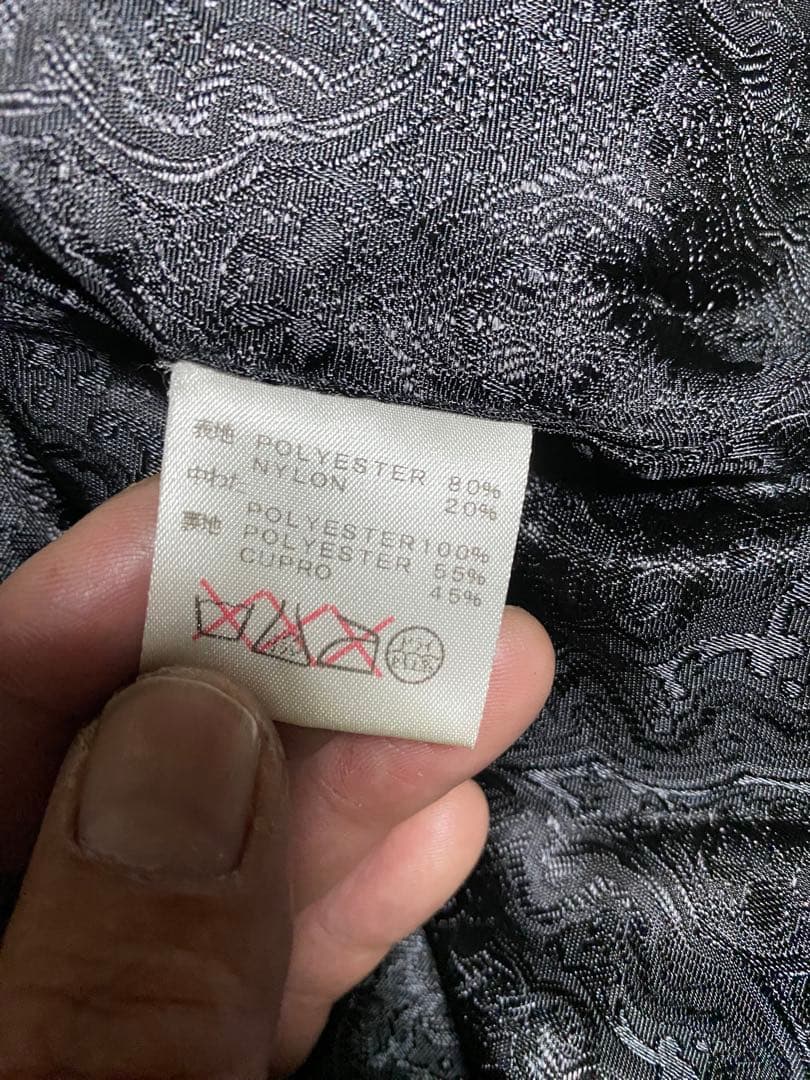 表地 POLYESTER 80%
NYLON 20%
中わた POLYESTER100%
裏地 POLYESTER 55%
CUPRO 45%